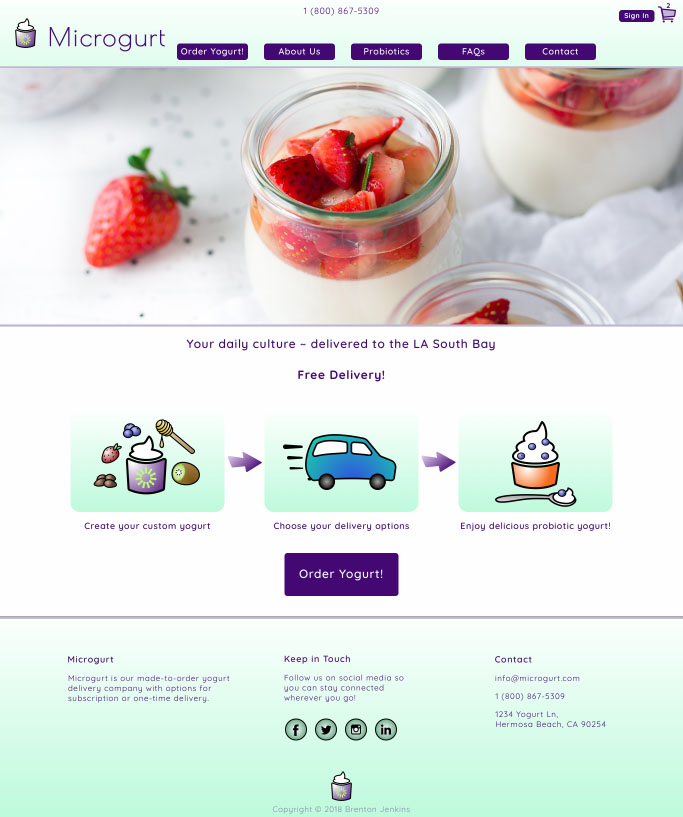 1 (800) 867-5309
Sign In
2
Microgurt
Order Yogurt!
About Us
Probiotics
FAQs
Contact
Your daily culture – delivered to the LA South Bay
Free Delivery!
Create your custom yogurt
Choose your delivery options
Enjoy delicious probiotic yogurt!
Order Yogurt!
Microgurt
Microgurt is our made-to-order yogurt
delivery company with options for
subscription or one-time delivery.
Keep in Touch
Follow us on social media so
you can stay connected
wherever you go!
f
in
Contact
info@microgurt.com
1 (800) 867-5309
1234 Yogurt Ln,
Hermosa Beach, CA 90254
Copyright © 2018 Brenton Jenkins